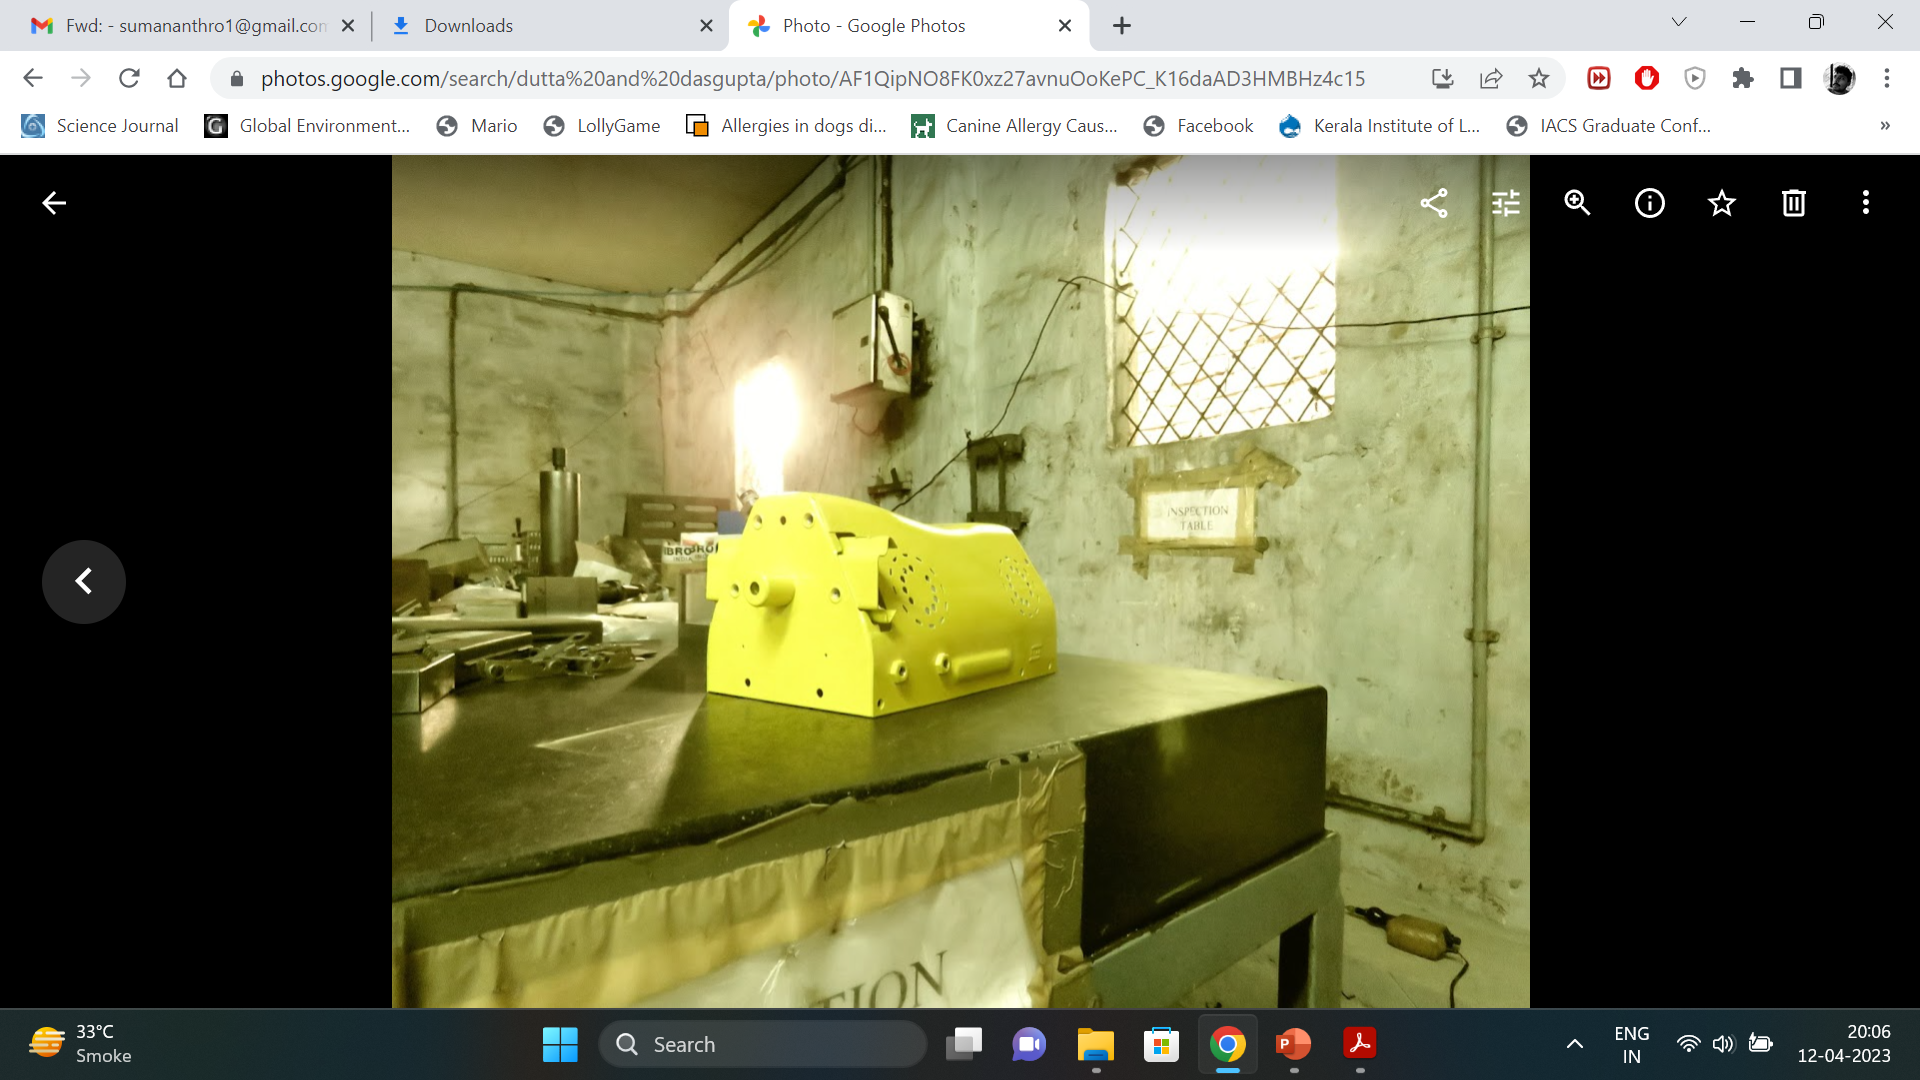 Fwd: - sumananthro1@gmail.com
Downloads
Photo - Google Photos
photos.google.com/search/dutta%20and%20dasgupta/photo/AF1QipNO8FK0xz27avnuOoKePC_K16daAD3HMBHz4c15
Science Journal
Global Environment...
Mario
LollyGame
Allergies in dogs di...
Canine Allergy Caus...
Facebook
Kerala Institute of L...
IACS Graduate Conf...
»
INSPECTION
TABLE
TION
33°C
Smoke
Search
ENG
IN
20:06
12-04-2023